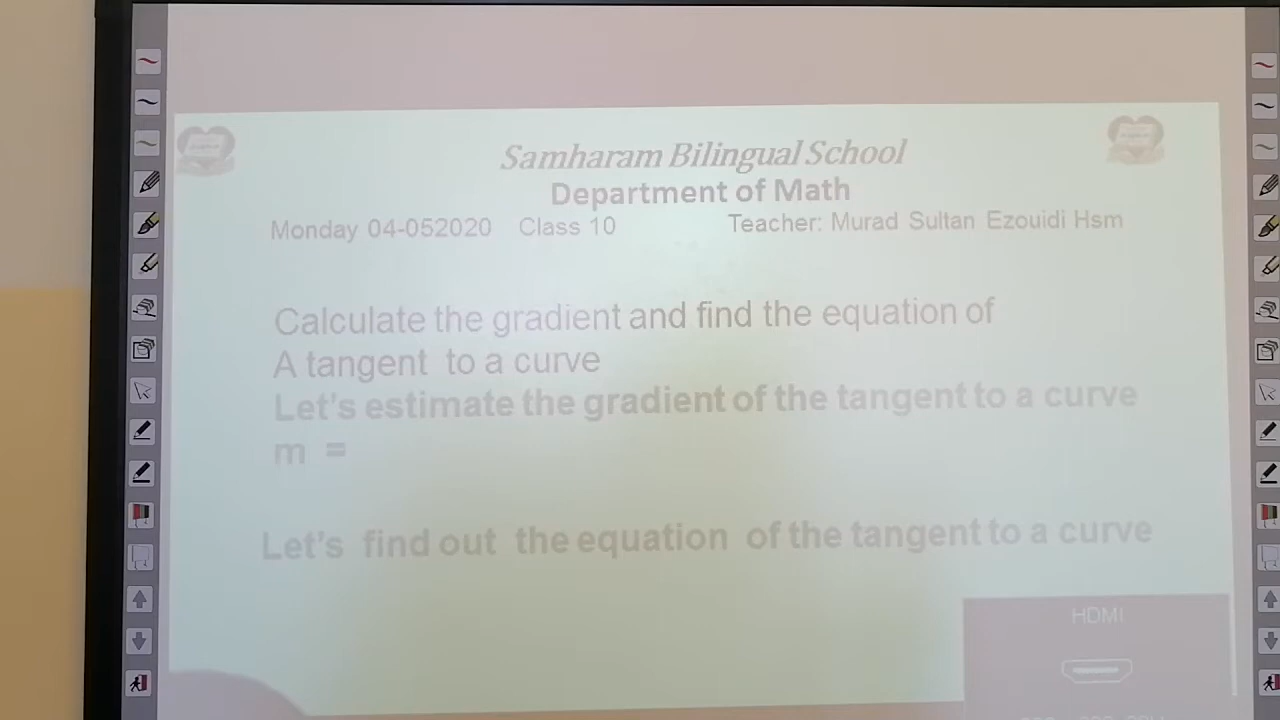 Samharam Bilingual School
Department of Math
Monday 04-052020 Class 10 Teacher: Murad Sultan Ezouidi Hsm
Calculate the gradient and find the equation of
A tangent to a curve
Let's estimate the gradient of the tangent to a curve
m =
Let's find out the equation of the tangent to a curve
HDMI